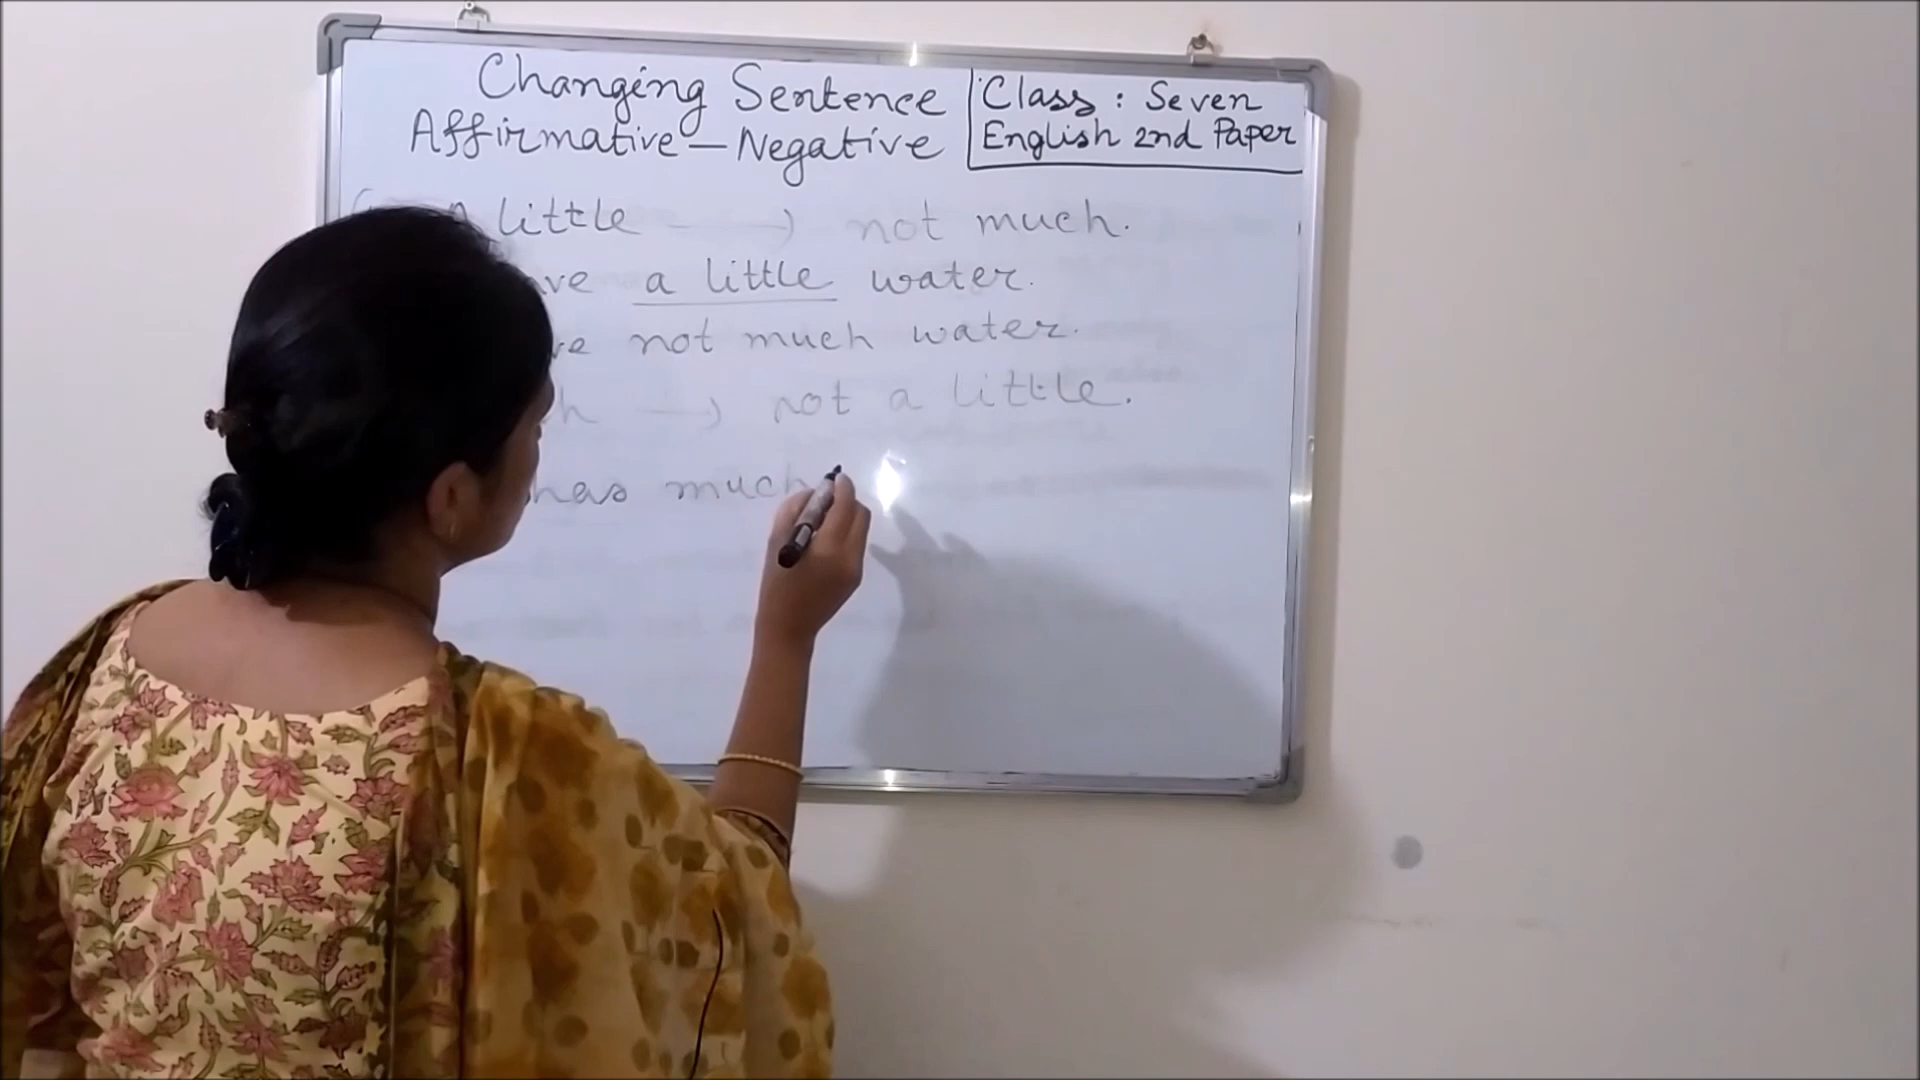 Changing Sentence
Affirmative — Negative
Class : Seven
English 2nd Paper
little → not much.
a little water.
not much water.
→ not a little.
has much